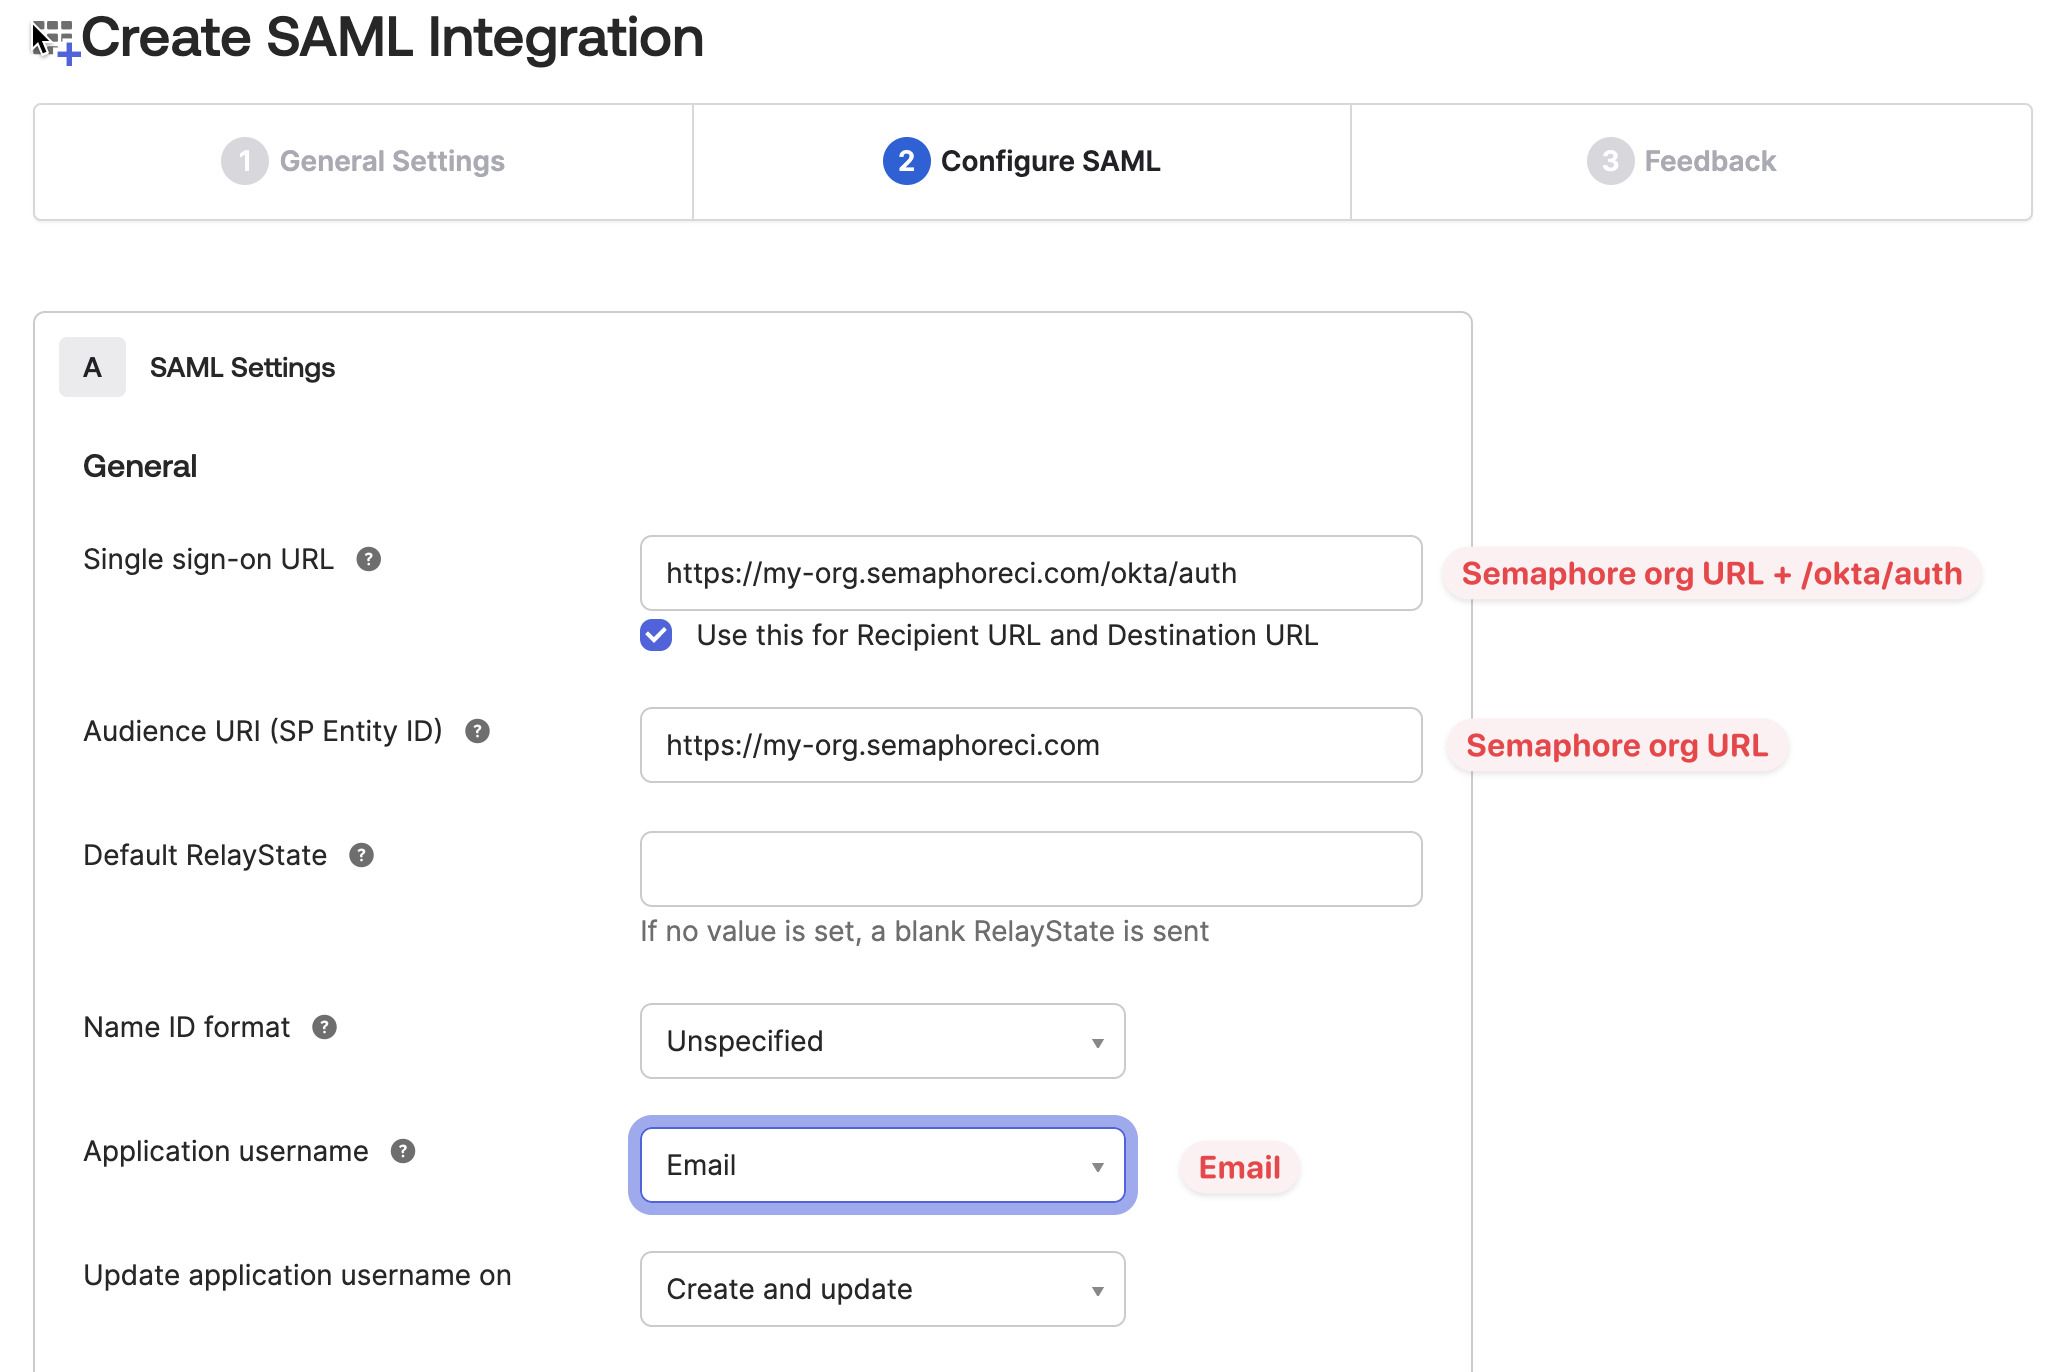 Create SAML Integration
1 General Settings
2 Configure SAML
3 Feedback
A SAML Settings
General
Single sign-on URL ?
https://my-org.semaphoreci.com/okta/auth
Semaphore org URL + /okta/auth
Use this for Recipient URL and Destination URL
Audience URI (SP Entity ID) ?
https://my-org.semaphoreci.com
Semaphore org URL
Default RelayState ?
If no value is set, a blank RelayState is sent
Name ID format ?
Unspecified
Application username ?
Email
Email
Update application username on
Create and update